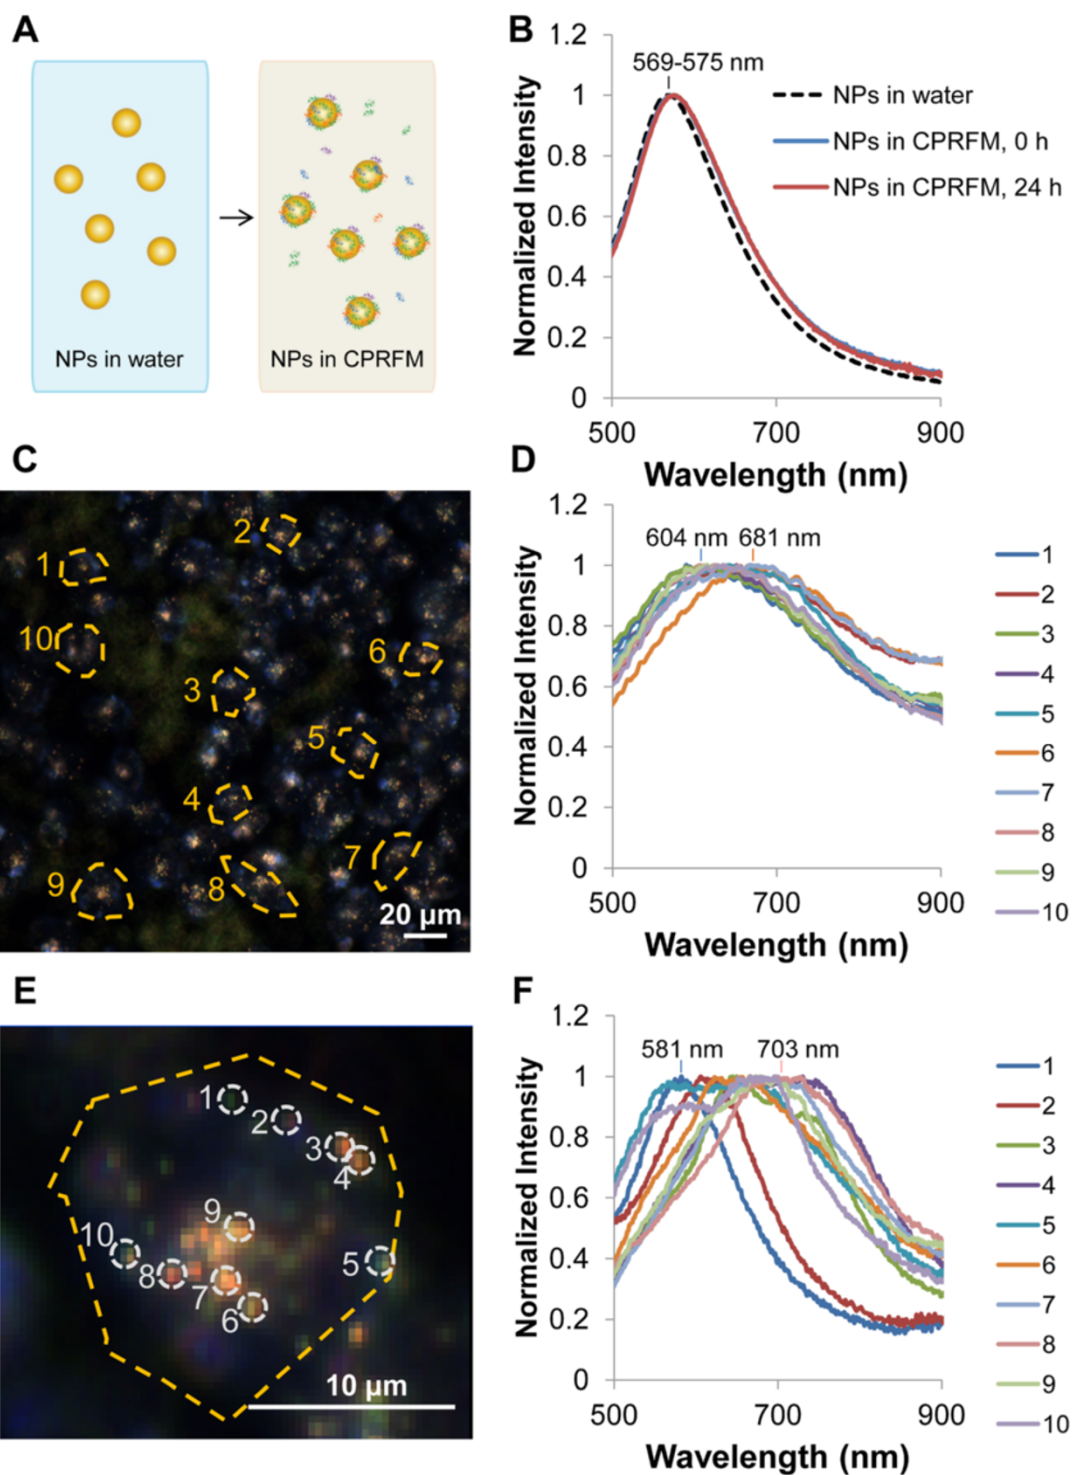 A
NPs in water
NPs in CPRFM
B
1.2
1
0.8
0.6
0.4
0.2
0
569-575 nm
NPs in water
NPs in CPRFM, 0 h
NPs in CPRFM, 24 h
500
700
900
Wavelength (nm)
Normalized Intensity
C
1
2
10
6
3
5
4
7
9
8
20 µm
D
1.2
1
0.8
0.6
0.4
0.2
0
604 nm
681 nm
1
2
3
4
5
6
7
8
9
10
500
700
900
Wavelength (nm)
Normalized Intensity
E
1
2
3
4
9
10
5
8
7
6
10 µm
F
1.2
1
0.8
0.6
0.4
0.2
0
581 nm
703 nm
1
2
3
4
5
6
7
8
9
10
500
700
900
Wavelength (nm)
Normalized Intensity